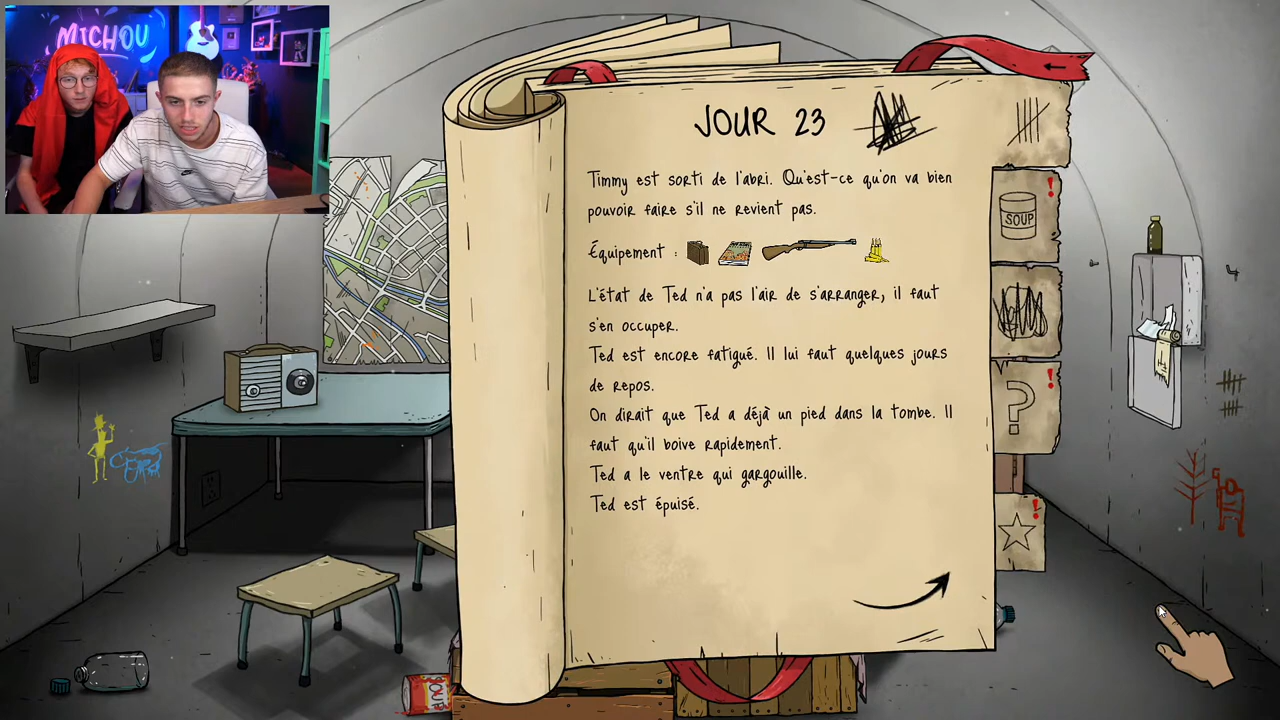 MICHOU
JOUR 23
Timmy est sorti de l'abri. Qu'est-ce qu'on va bien
pouvoir faire s'il ne revient pas.
Équipement :
L'état de Ted n'a pas l'air de s'arranger, il faut
s'en occuper.
Ted est encore fatigué. Il lui faut quelques jours
de repos.
On dirait que Ted a déjà un pied dans la tombe. Il
faut qu'il boive rapidement.
Ted a le ventre qui gargouille.
Ted est épuisé.
!
SOUP
!
?
!
SOUP